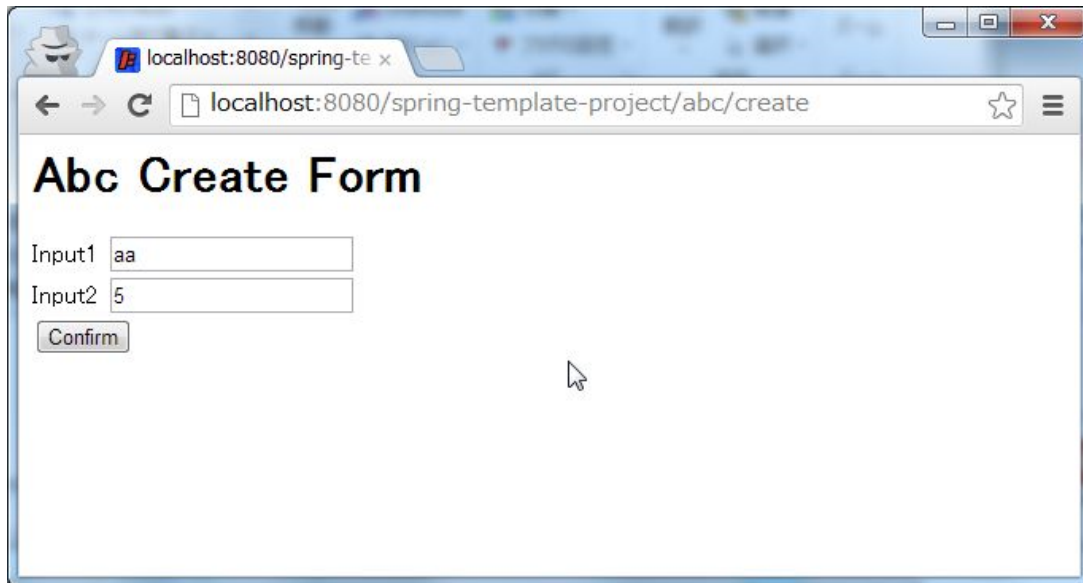 localhost:8080/spring-te
localhost:8080/spring-template-project/abc/create
Abc Create Form
Input1 aa
Input2 5
Confirm